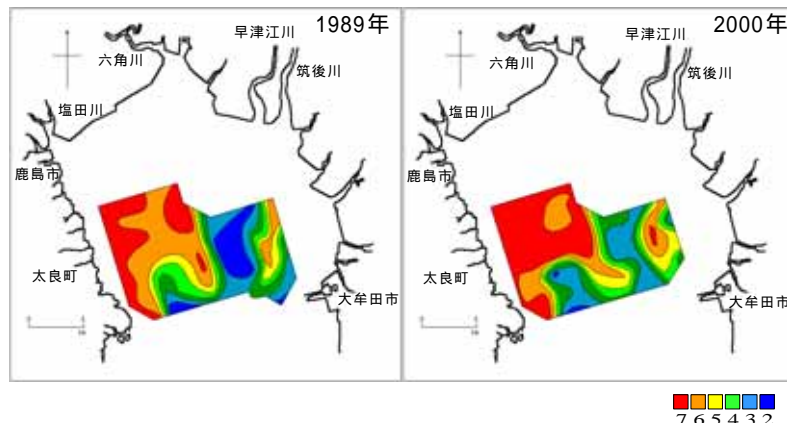 1989年
早津江川
六角川
筑後川
塩田川
鹿島市
太良町
大牟田市
2000年
早津江川
六角川
筑後川
塩田川
鹿島市
太良町
大牟田市
7 6 5 4 3 2